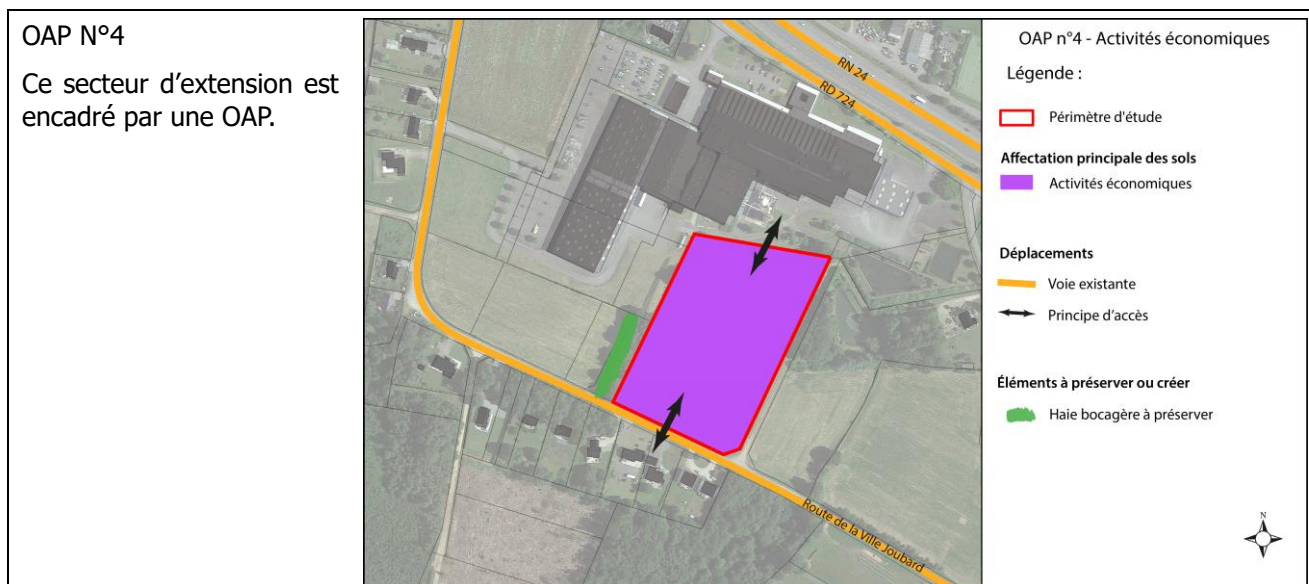 OAP N°4
Ce secteur d'extension est
encadré par une OAP.
RN 24
RD 724
Route de la Ville Joubard
OAP n°4 - Activités économiques
Légende :
Périmètre d'étude
Affectation principale des sols
Activités économiques
Déplacements
Voie existante
Principe d'accès
Éléments à préserver ou créer
Haie bocagère à préserver
N